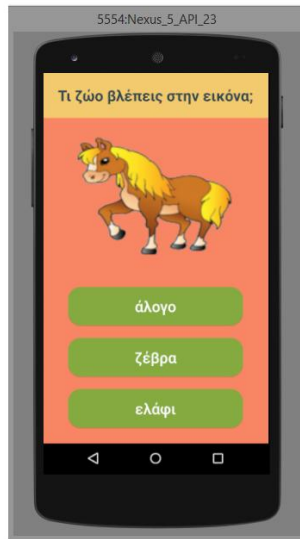 5554:Nexus_5_API_23
Τι ζώο βλέπεις στην εικόνα;
άλογο
ζέβρα
ελάφι